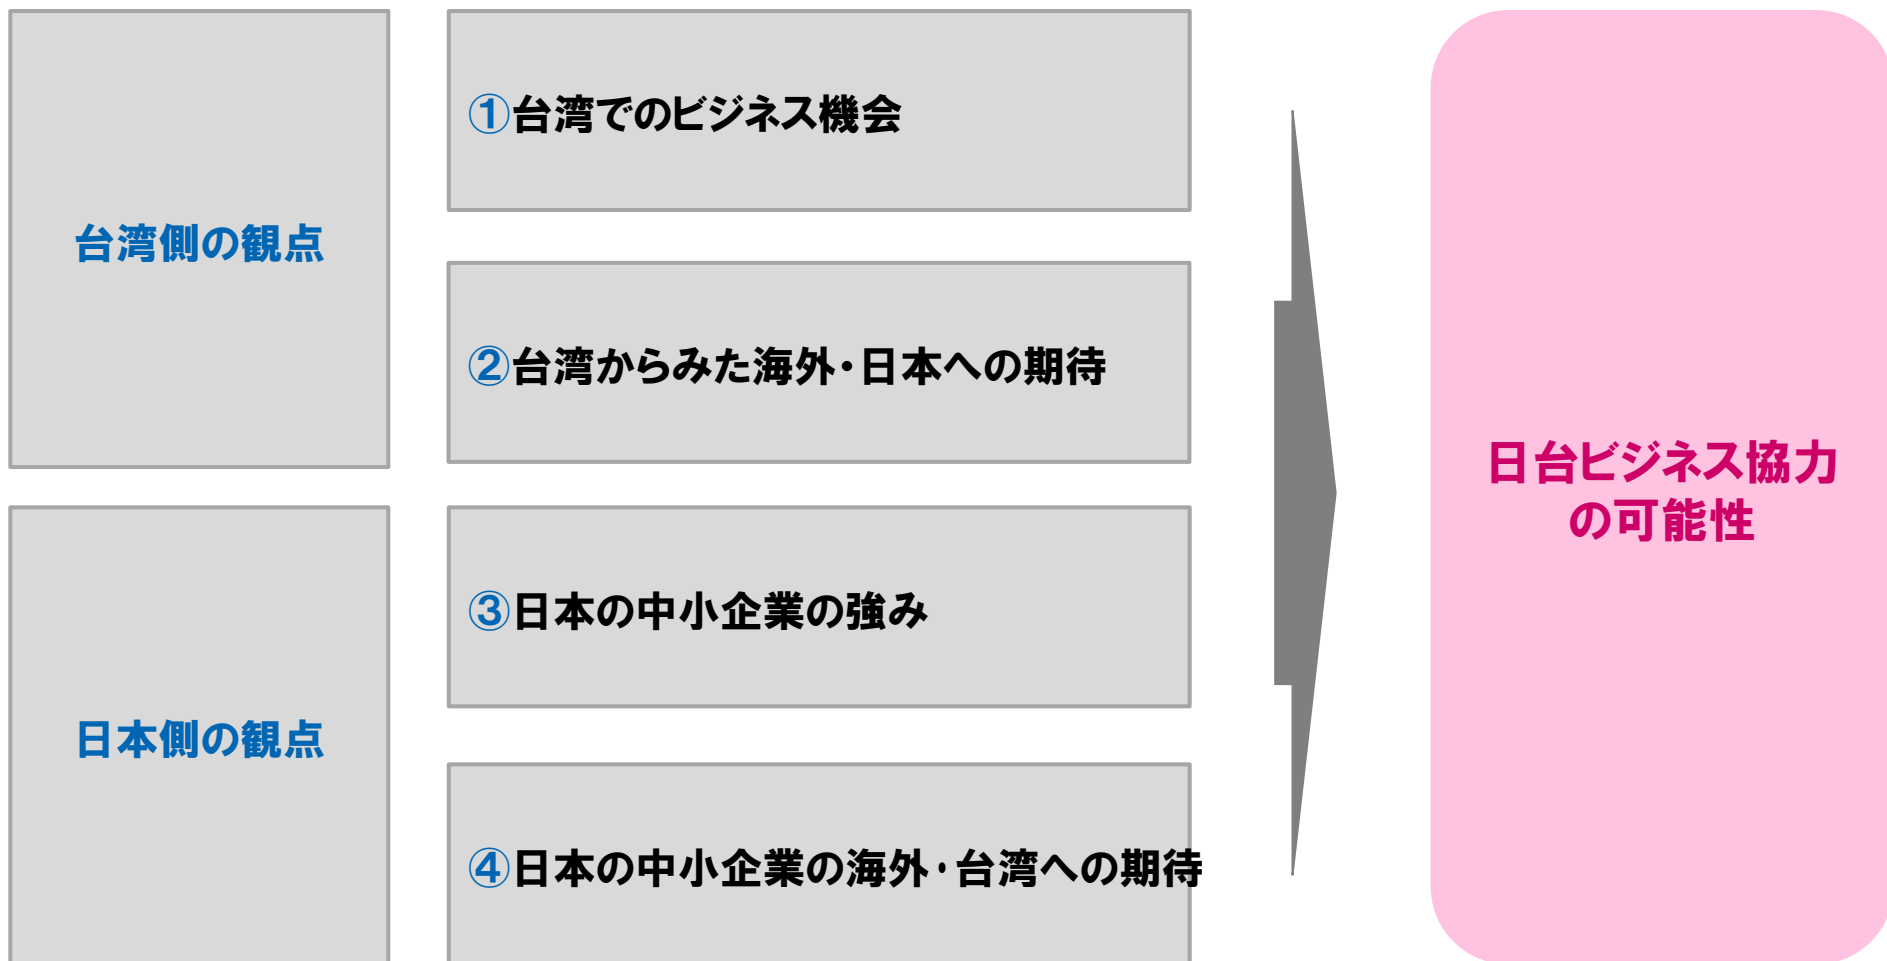 台湾側の観点
①台湾でのビジネス機会
②台湾からみた海外・日本への期待
日本側の観点
③日本の中小企業の強み
④日本の中小企業の海外・台湾への期待
日台ビジネス協力
の可能性